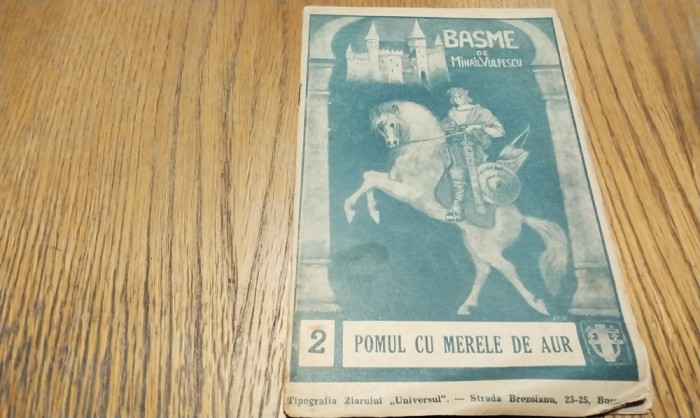 BASME
DE
MIHAIL VULPESCU
2
POMUL CU MERELE DE AUR
Tipografia Ziarului „Universul". — Strada Brezoianu, 23-25,